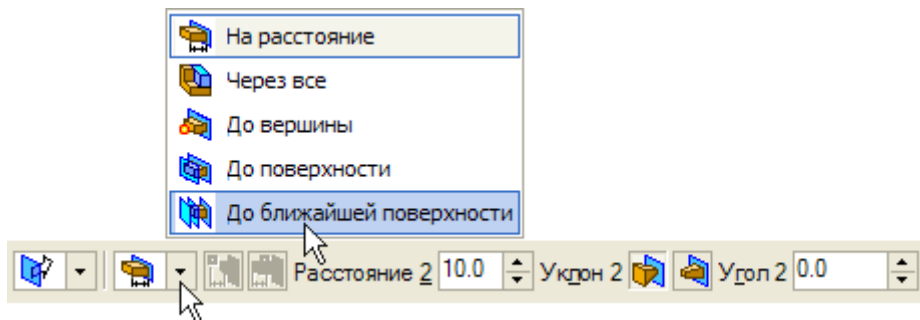 На расстояние
Через все
До вершины
До поверхности
До ближайшей поверхности
Расстояние 2 10.0 Уклон 2 Угол 2 0.0